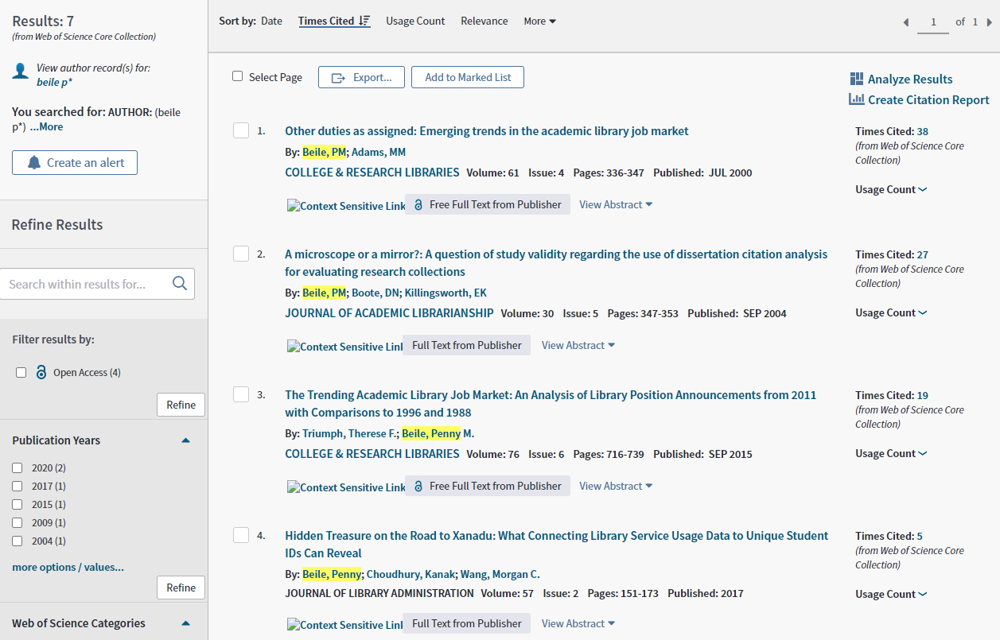 Results: 7
(from Web of Science Core Collection)
View author record(s) for:
beile p*
You searched for: AUTHOR: (beile
p*) ...More
Create an alert
Refine Results
Search within results for...
Filter results by:
Open Access (4)
Refine
Publication Years
2020 (2)
2017 (1)
2015 (1)
2009 (1)
2004 (1)
more options / values...
Refine
Web of Science Categories
Sort by: Date Times Cited Usage Count Relevance More
1 of 1
Select Page Export... Add to Marked List
Analyze Results
Create Citation Report
1. Other duties as assigned: Emerging trends in the academic library job market
By: Beile, PM; Adams, MM
COLLEGE & RESEARCH LIBRARIES Volume: 61 Issue: 4 Pages: 336-347 Published: JUL 2000
Context Sensitive Link Free Full Text from Publisher View Abstract
Times Cited: 38
(from Web of Science Core
Collection)
Usage Count
2. A microscope or a mirror?: A question of study validity regarding the use of dissertation citation analysis
for evaluating research collections
By: Beile, PM; Boote, DN; Killingsworth, EK
JOURNAL OF ACADEMIC LIBRARIANSHIP Volume: 30 Issue: 5 Pages: 347-353 Published: SEP 2004
Context Sensitive Link Full Text from Publisher View Abstract
Times Cited: 27
(from Web of Science Core
Collection)
Usage Count
3. The Trending Academic Library Job Market: An Analysis of Library Position Announcements from 2011
with Comparisons to 1996 and 1988
By: Triumph, Therese F.; Beile, Penny M.
COLLEGE & RESEARCH LIBRARIES Volume: 76 Issue: 6 Pages: 716-739 Published: SEP 2015
Context Sensitive Link Free Full Text from Publisher View Abstract
Times Cited: 19
(from Web of Science Core
Collection)
Usage Count
4. Hidden Treasure on the Road to Xanadu: What Connecting Library Service Usage Data to Unique Student
IDs Can Reveal
By: Beile, Penny; Choudhury, Kanak; Wang, Morgan C.
JOURNAL OF LIBRARY ADMINISTRATION Volume: 57 Issue: 2 Pages: 151-173 Published: 2017
Context Sensitive Link Full Text from Publisher View Abstract
Times Cited: 5
(from Web of Science Core
Collection)
Usage Count